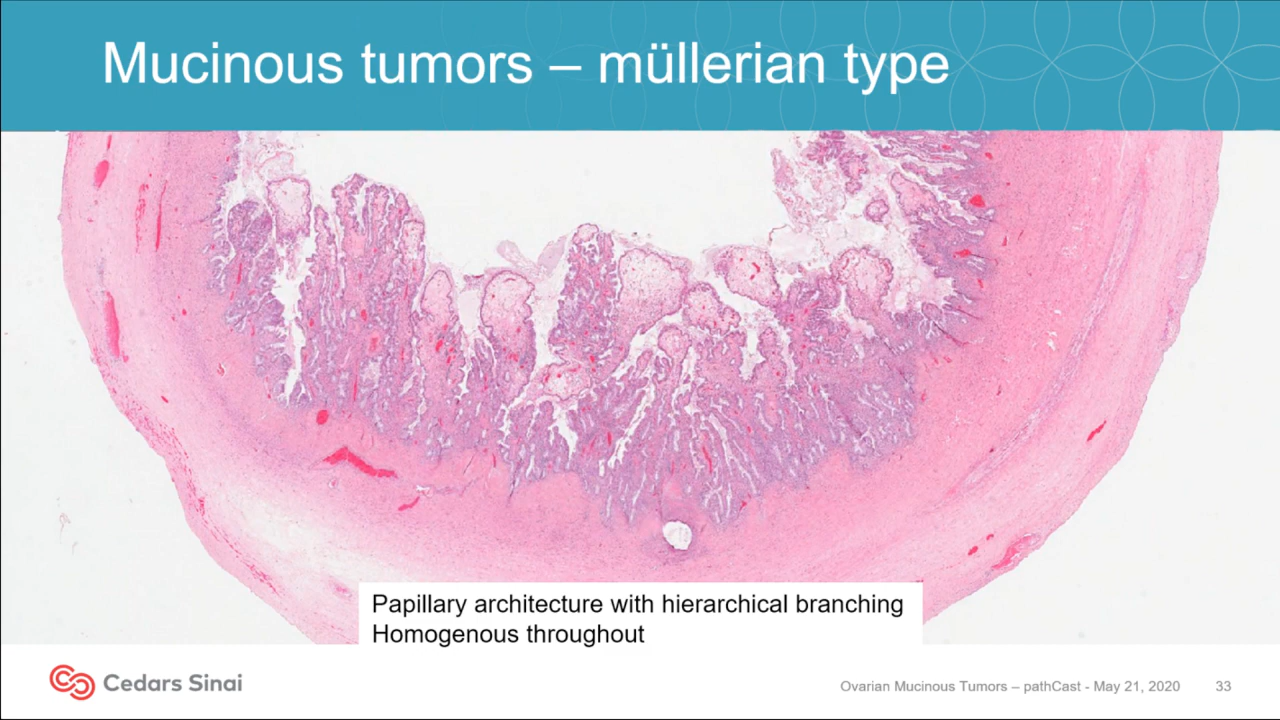 Mucinous tumors – müllerian type
Papillary architecture with hierarchical branching
Homogenous throughout
Cedars Sinai
Ovarian Mucinous Tumors – pathCast - May 21, 2020 33